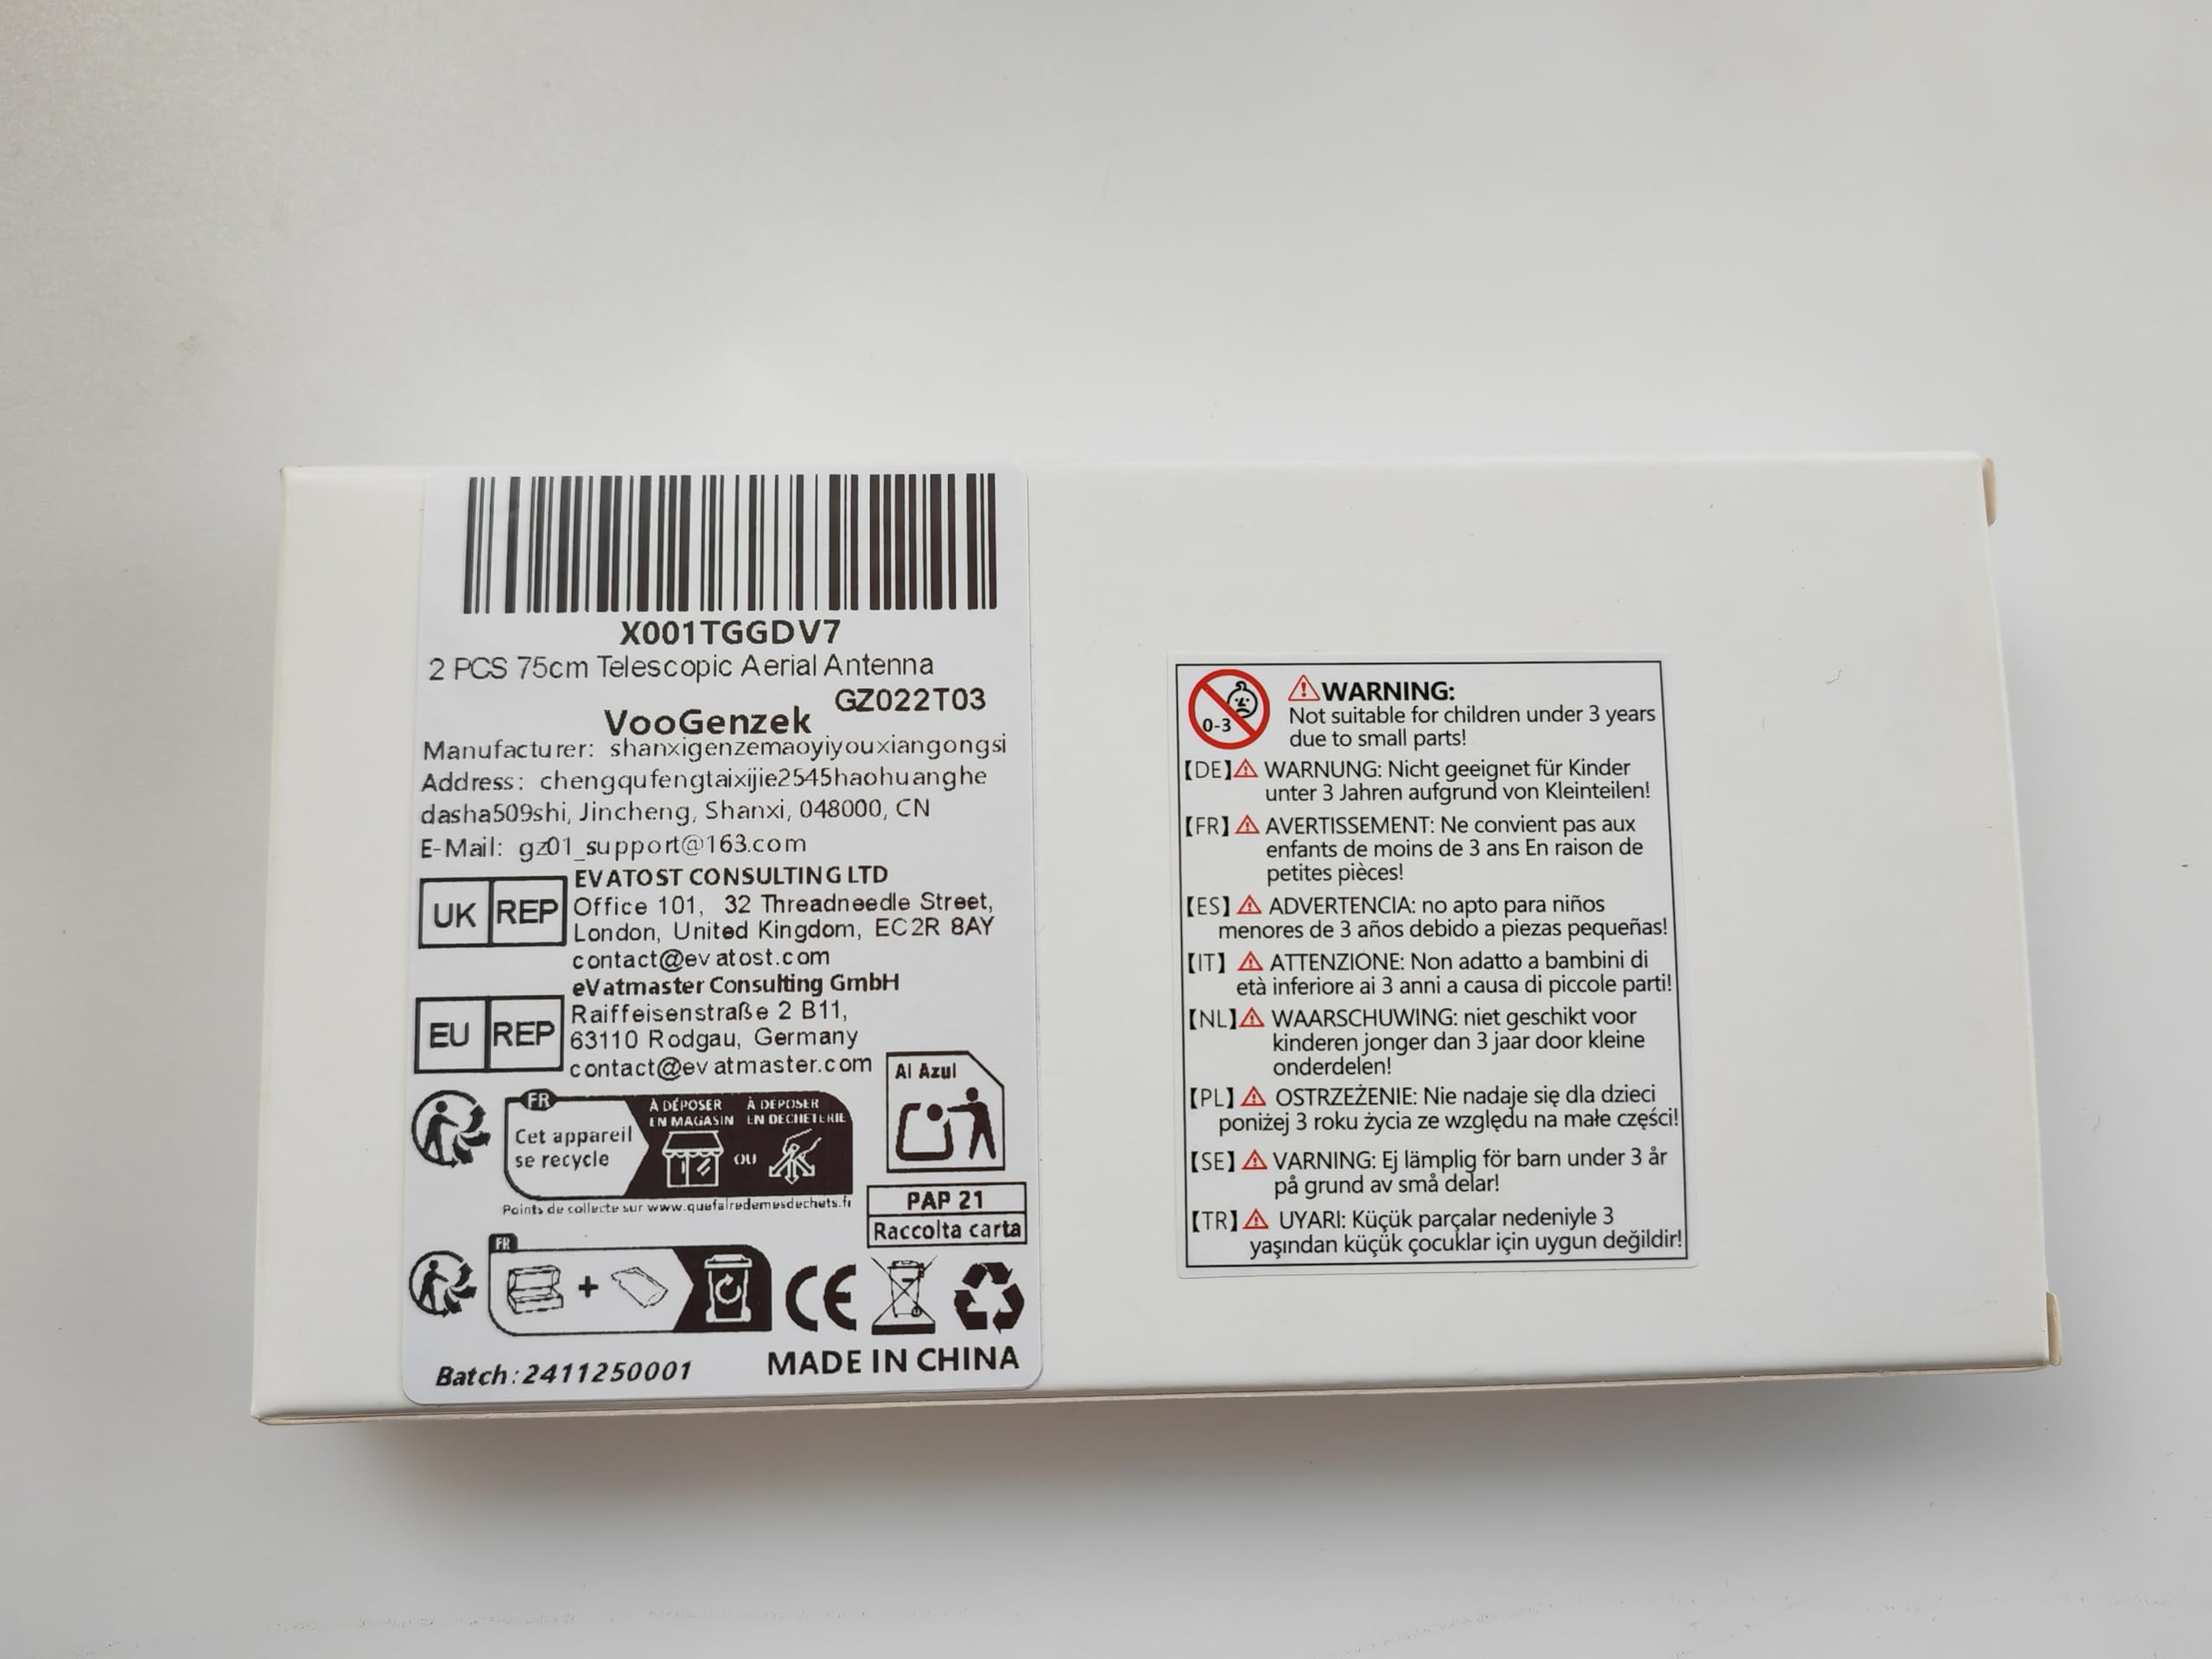 X001TGGDV7
2 PCS 75cm Telescopic Aerial Antenna
GZ022T03
VooGenzek
Manufacturer: shanxigenzemaoyiyouxiangongsi
Address: chengqufengtaixijie2545haohuanghe
dasha509shi, Jincheng, Shanxi, 048000, CN
E-Mail: gz01_support@163.com
UK REP
EVATOST CONSULTING LTD
Office 101, 32 Threadneedle Street,
London, United Kingdom, EC2R 8AY
contact@evatost.com
EU REP
eVatmaster Consulting GmbH
Raiffeisenstraße 2 B11,
63110 Rodgau, Germany
contact@evatmaster.com
FR
Cet appareil
se recycle
À DÉPOSER
EN MAGASIN
OU
À DÉPOSER
EN DÉCHÈTERIE
Points de collecte sur www.quefairedemesdechets.fr
Al Azul
PAP 21
Raccolta carta
FR
+
CE
Batch:2411250001
MADE IN CHINA
0-3
WARNING:
Not suitable for children under 3 years
due to small parts!
【DE】 WARNUNG: Nicht geeignet für Kinder
unter 3 Jahren aufgrund von Kleinteilen!
【FR】 AVERTISSEMENT: Ne convient pas aux
enfants de moins de 3 ans En raison de
petites pièces!
【ES】 ADVERTENCIA: no apto para niños
menores de 3 años debido a piezas pequeñas!
【IT】 ATTENZIONE: Non adatto a bambini di
età inferiore ai 3 anni a causa di piccole parti!
【NL】 WAARSCHUWING: niet geschikt voor
kinderen jonger dan 3 jaar door kleine
onderdelen!
【PL】 OSTRZEŻENIE: Nie nadaje się dla dzieci
poniżej 3 roku życia ze względu na małe części!
【SE】 VARNING: Ej lämplig för barn under 3 år
på grund av små delar!
【TR】 UYARI: Küçük parçalar nedeniyle 3
yaşından küçük çocuklar için uygun değildir!